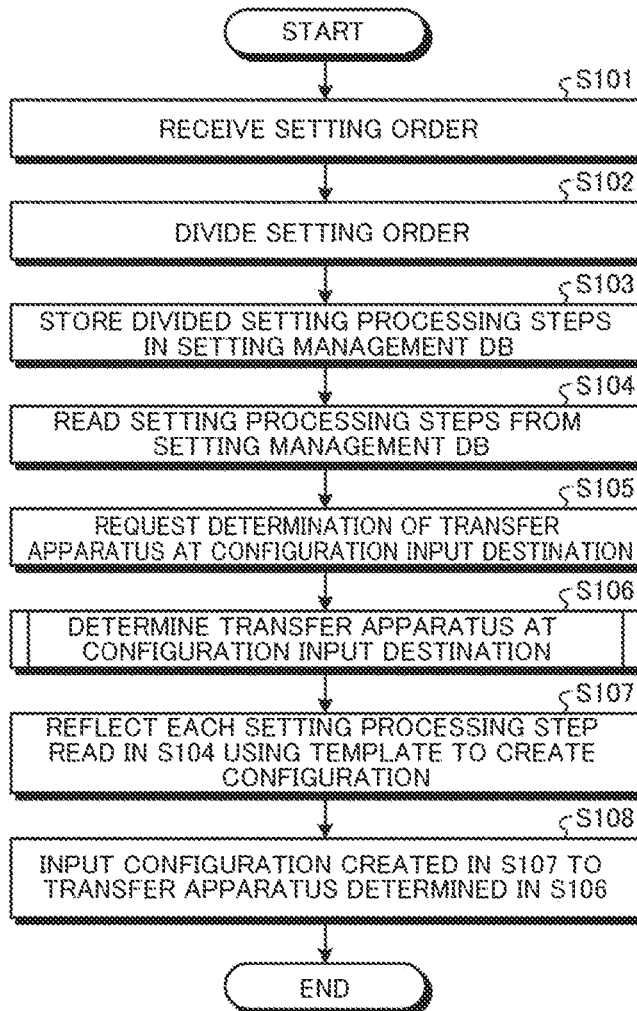 START
S101
RECEIVE SETTING ORDER
S102
DIVIDE SETTING ORDER
S103
STORE DIVIDED SETTING PROCESSING STEPS
IN SETTING MANAGEMENT DB
S104
READ SETTING PROCESSING STEPS FROM
SETTING MANAGEMENT DB
S105
REQUEST DETERMINATION OF TRANSFER
APPARATUS AT CONFIGURATION INPUT DESTINATION
S106
DETERMINE TRANSFER APPARATUS AT
CONFIGURATION INPUT DESTINATION
S107
REFLECT EACH SETTING PROCESSING STEP
READ IN S104 USING TEMPLATE TO CREATE
CONFIGURATION
S108
INPUT CONFIGURATION CREATED IN S107 TO
TRANSFER APPARATUS DETERMINED IN S106
END